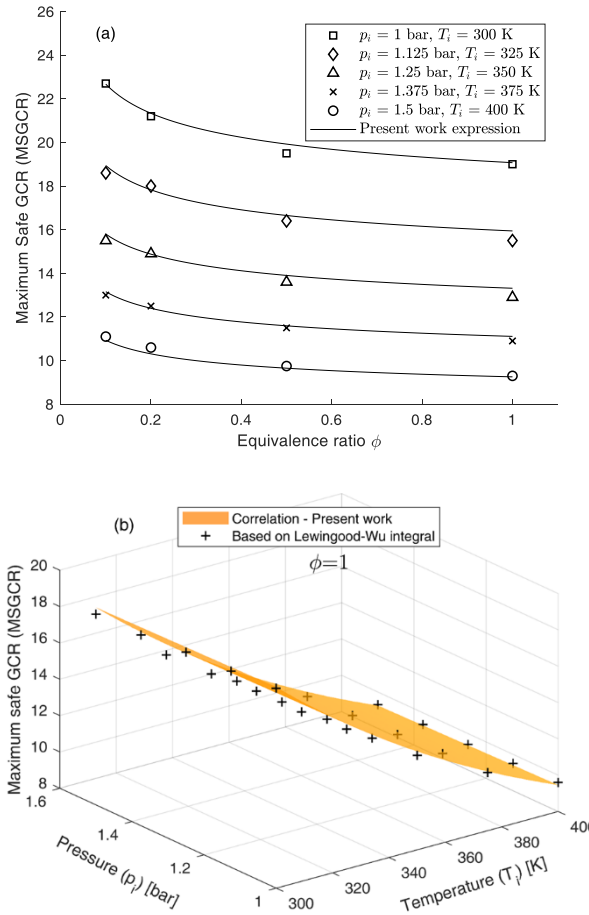 26
24
22
20
18
16
14
12
10
8
Maximum Safe GCR (MSGCR)
(a)
pᵢ = 1 bar, Tᵢ = 300 K
pᵢ = 1.125 bar, Tᵢ = 325 K
pᵢ = 1.25 bar, Tᵢ = 350 K
pᵢ = 1.375 bar, Tᵢ = 375 K
pᵢ = 1.5 bar, Tᵢ = 400 K
Present work expression
0 0.2 0.4 0.6 0.8 1
Equivalence ratio ϕ
(b)
Correlation - Present work
Based on Lewingood-Wu integral
ϕ=1
20
18
16
14
12
10
8
Maximum safe GCR (MSGCR)
1.6
1.4
1.2
1
Pressure (pᵢ) [bar]
300
320
340
360
380
400
Temperature (Tᵢ) [K]